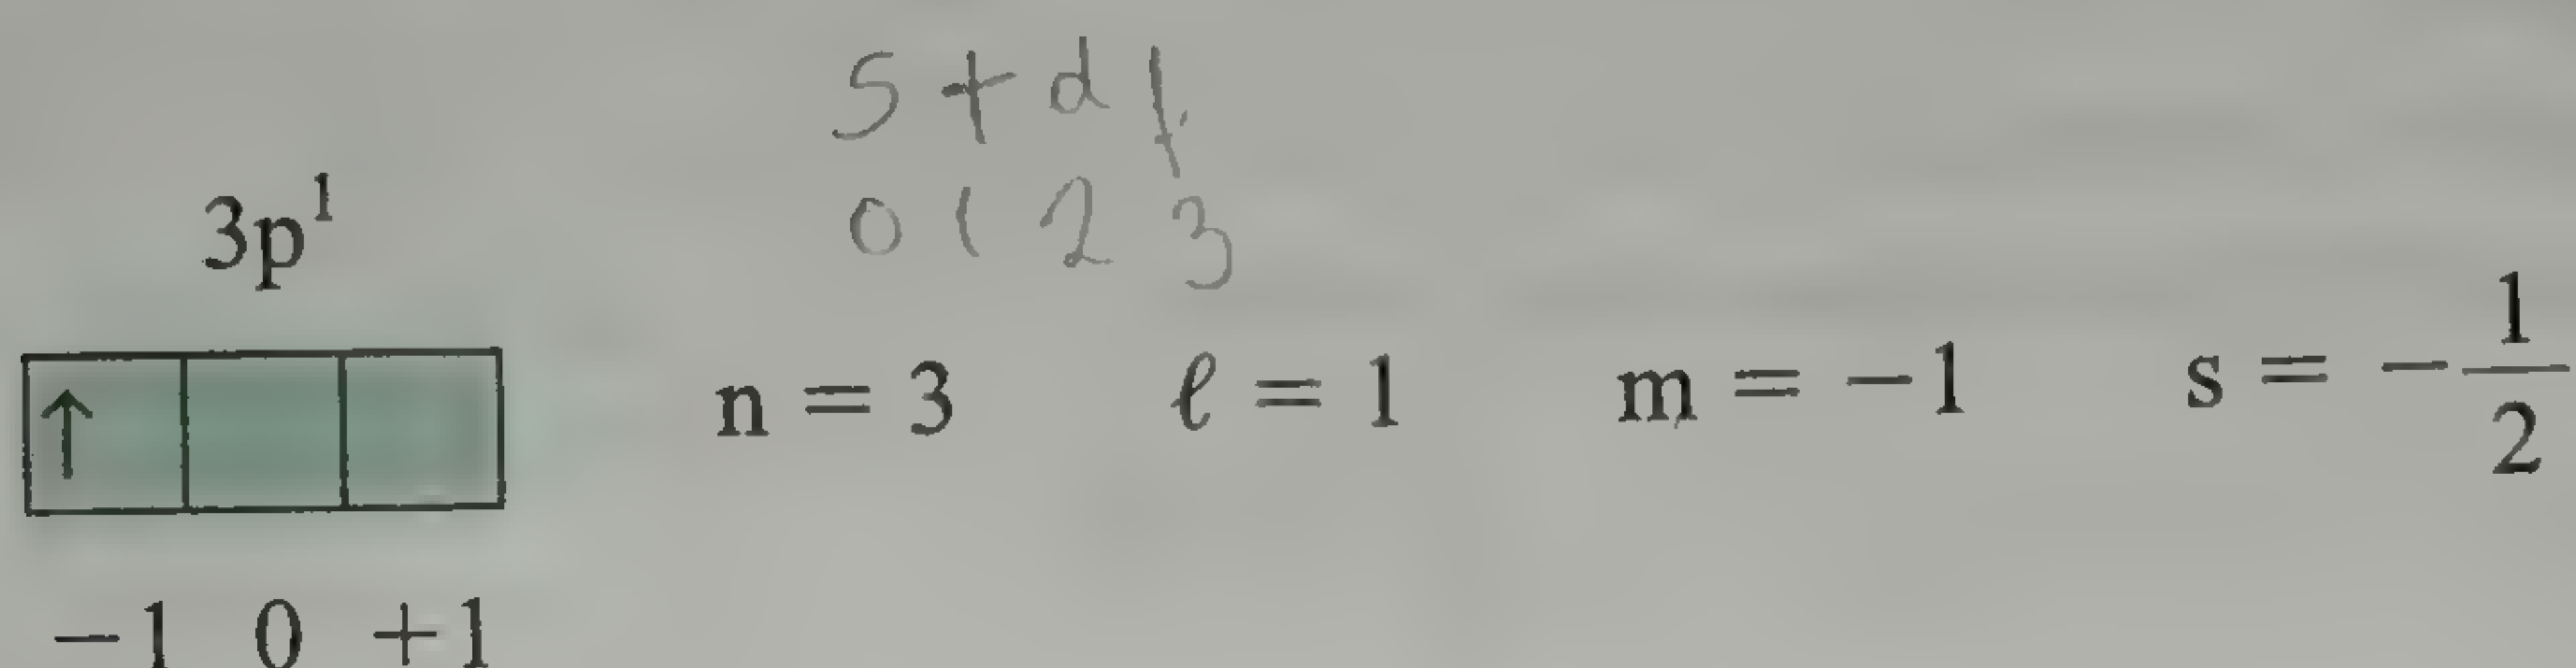 s + d f
0 1 2 3
3p¹
↑
n = 3 ℓ = 1 m = −1 s = −1/2
−1 0 +1